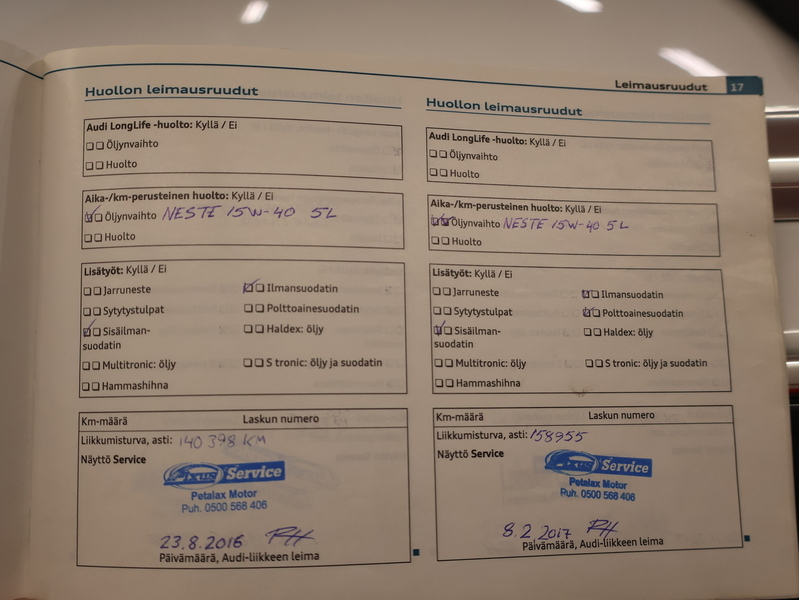 Leimausruudut 17
Huollon leimausruudut
Audi LongLife -huolto: Kyllä / Ei
Öljynvaihto
Huolto
Aika-/km-perusteinen huolto: Kyllä / Ei
Öljynvaihto NESTE 15W-40 5L
Huolto
Lisätyöt: Kyllä / Ei
Jarruneste
Ilmansuodatin
Sytytystulpat
Polttoainesuodatin
Sisäilman-
suodatin
Haldex: öljy
Multitronic: öljy
S tronic: öljy ja suodatin
Hammashihna
Km-määrä
Laskun numero
Liikkumisturva, asti: 140 398 KM
Näyttö Service
Fixus Service
Petalax Motor
Puh. 0500 568 406
23.8.2016 RH
Päivämäärä, Audi-liikkeen leima
Huollon leimausruudut
Audi LongLife -huolto: Kyllä / Ei
Öljynvaihto
Huolto
Aika-/km-perusteinen huolto: Kyllä / Ei
Öljynvaihto NESTE 15W-40 5L
Huolto
Lisätyöt: Kyllä / Ei
Jarruneste
Ilmansuodatin
Sytytystulpat
Polttoainesuodatin
Sisäilman-
suodatin
Haldex: öljy
Multitronic: öljy
S tronic: öljy ja suodatin
Hammashihna
Km-määrä
Laskun numero
Liikkumisturva, asti: 158955
Näyttö Service
Fixus Service
Petalax Motor
Puh. 0500 568 406
8.2.2017 RH
Päivämäärä, Audi-liikkeen leima